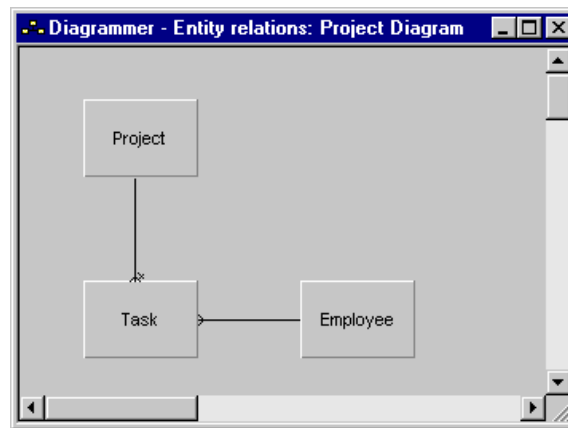 Diagrammer - Entity relations: Project Diagram
Project
Task
Employee